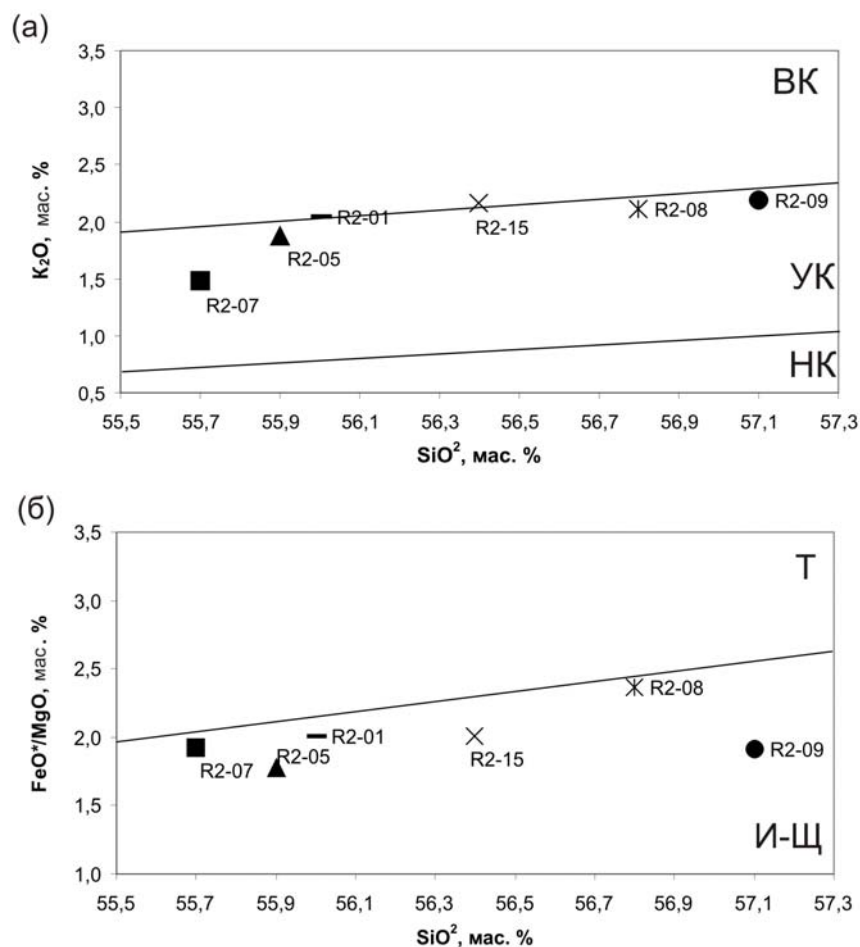 (а)
3,5
3,0
2,5
2,0
1,5
1,0
0,5
K₂O, мас. %
ВК
R2-01
R2-15
R2-08
R2-09
R2-05
R2-07
УК
НК
55,5 55,7 55,9 56,1 56,3 56,5 56,7 56,9 57,1 57,3
SiO², мас. %
(б)
3,5
3,0
2,5
2,0
1,5
1,0
FeO*/MgO, мас. %
Т
R2-08
R2-01
R2-15
R2-09
R2-07
R2-05
И-Щ
55,5 55,7 55,9 56,1 56,3 56,5 56,7 56,9 57,1 57,3
SiO², мас. %